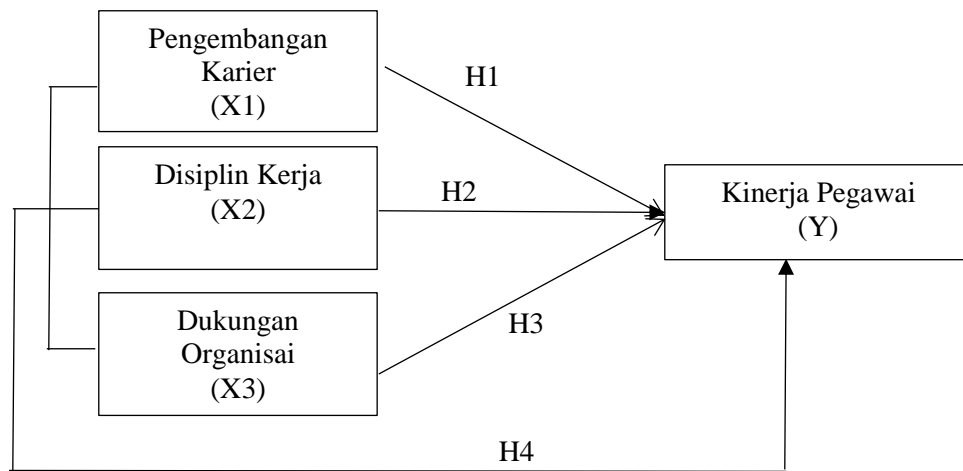 Pengembangan
Karier
(X1)
H1
Disiplin Kerja
(X2)
H2
Kinerja Pegawai
(Y)
Dukungan
Organisai
(X3)
H3
H4